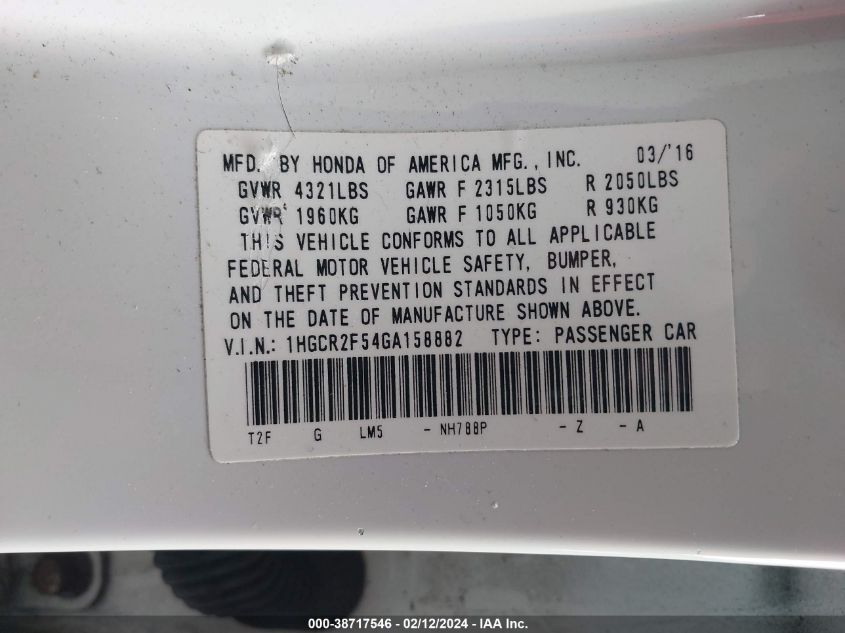 MFD. BY HONDA OF AMERICA MFG., INC. 03/'16
GVWR 4321LBS GAWR F 2315LBS R 2050LBS
GVWR 1960KG GAWR F 1050KG R 930KG
THIS VEHICLE CONFORMS TO ALL APPLICABLE
FEDERAL MOTOR VEHICLE SAFETY, BUMPER,
AND THEFT PREVENTION STANDARDS IN EFFECT
ON THE DATE OF MANUFACTURE SHOWN ABOVE.
V.I.N.: 1HGCR2F54GA158882 TYPE: PASSENGER CAR
T2F G LM5 - NH788P - Z - A
000-38717546 - 02/12/2024 - IAA Inc.